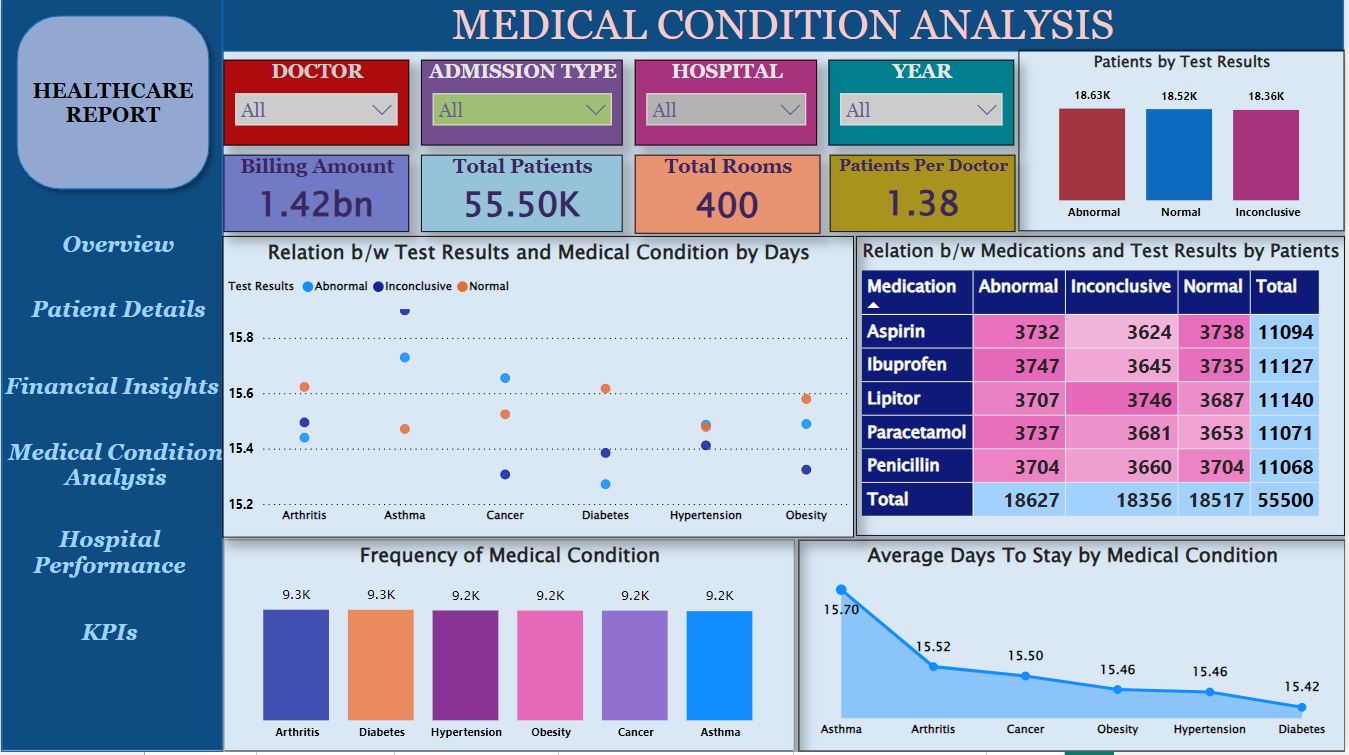 MEDICAL CONDITION ANALYSIS
HEALTHCARE
REPORT
Overview
Patient Details
Financial Insights
Medical Condition
Analysis
Hospital
Performance
KPIs
DOCTOR
All
ADMISSION TYPE
All
HOSPITAL
All
YEAR
All
Billing Amount
1.42bn
Total Patients
55.50K
Total Rooms
400
Patients Per Doctor
1.38
Patients by Test Results
18.63K 18.52K 18.36K
Abnormal Normal Inconclusive
Relation b/w Test Results and Medical Condition by Days
Test Results Abnormal Inconclusive Normal
15.8
15.6
15.4
15.2
Arthritis Asthma Cancer Diabetes Hypertension Obesity
Relation b/w Medications and Test Results by Patients
Medication Abnormal Inconclusive Normal Total
Aspirin 3732 3624 3738 11094
Ibuprofen 3747 3645 3735 11127
Lipitor 3707 3746 3687 11140
Paracetamol 3737 3681 3653 11071
Penicillin 3704 3660 3704 11068
Total 18627 18356 18517 55500
Frequency of Medical Condition
9.3K 9.3K 9.2K 9.2K 9.2K 9.2K
Arthritis Diabetes Hypertension Obesity Cancer Asthma
Average Days To Stay by Medical Condition
15.70
15.52
15.50
15.46
15.46
15.42
Asthma Arthritis Cancer Obesity Hypertension Diabetes